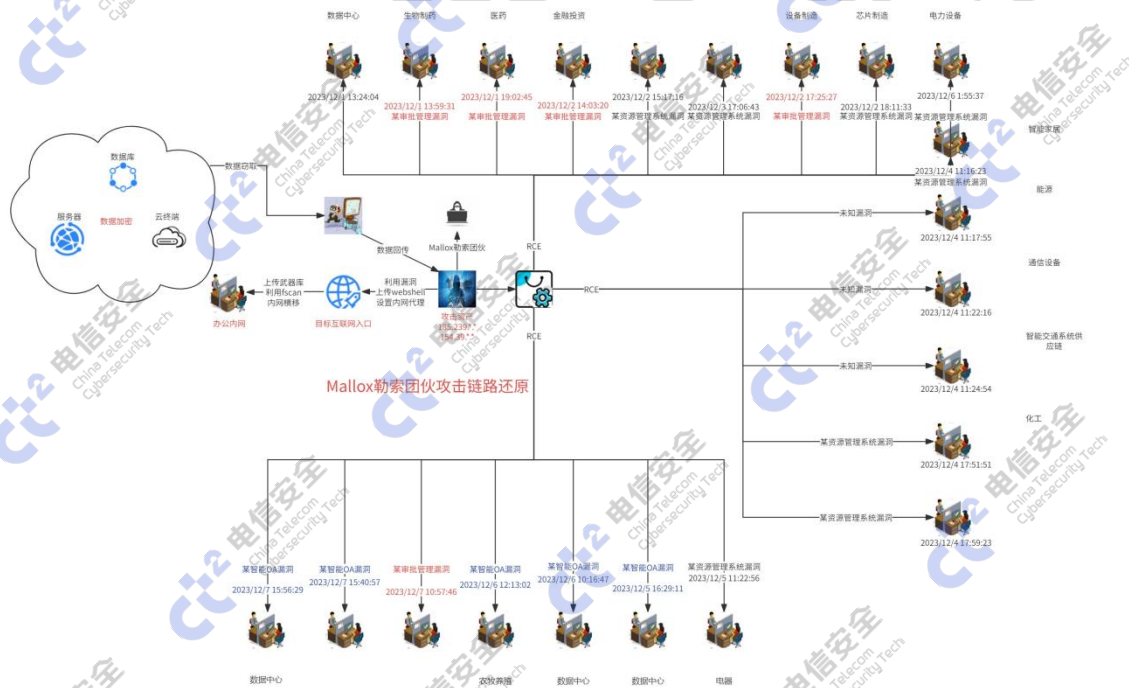 数据中心
生物制药
医药
金融投资
设备制造
芯片制造
电力设备
2023/12/1 13:24:04
2023/12/1 13:59:31
某审批管理漏洞
2023/12/1 19:02:45
某审批管理漏洞
2023/12/2 14:03:20
某审批管理漏洞
2023/12/2 15:17:16
某资源管理系统漏洞
2023/12/3 17:06:43
某资源管理系统漏洞
2023/12/2 17:25:27
某审批管理漏洞
2023/12/2 18:11:33
某资源管理系统漏洞
2023/12/6 1:55:37
某资源管理系统漏洞
智能家居
2023/12/4 11:16:23
某资源管理系统漏洞
能源
未知漏洞
2023/12/4 11:17:55
通信设备
未知漏洞
2023/12/4 11:22:16
智能交通系统供
应链
未知漏洞
2023/12/4 11:24:54
化工
某资源管理系统漏洞
2023/12/4 17:51:51
某资源管理系统漏洞
2023/12/4 17:59:23
数据库
服务器
数据加密
云终端
数据窃取
数据回传
Mallox勒索团伙
RCE
RCE
RCE
上传武器库
利用fscan
内网横移
办公内网
目标互联网入口
利用漏洞
上传webshell
设置内网代理
Mallox勒索团伙攻击链路还原
某智能OA漏洞
2023/12/7 15:56:29
某智能OA漏洞
2023/12/7 15:40:57
某审批管理漏洞
2023/12/7 10:57:46
某智能OA漏洞
2023/12/6 12:13:02
某智能OA漏洞
2023/12/6 10:16:47
某智能OA漏洞
2023/12/5 16:29:11
某资源管理系统漏洞
2023/12/5 11:22:56
数据中心
农牧养殖
数据中心
数据中心
电器
电信安全
China Telecom
Cybersecurity Tech